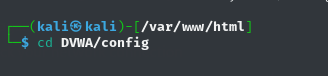 ┌──(kali㉿kali)-[/var/www/html]
└─$ cd DVWA/config